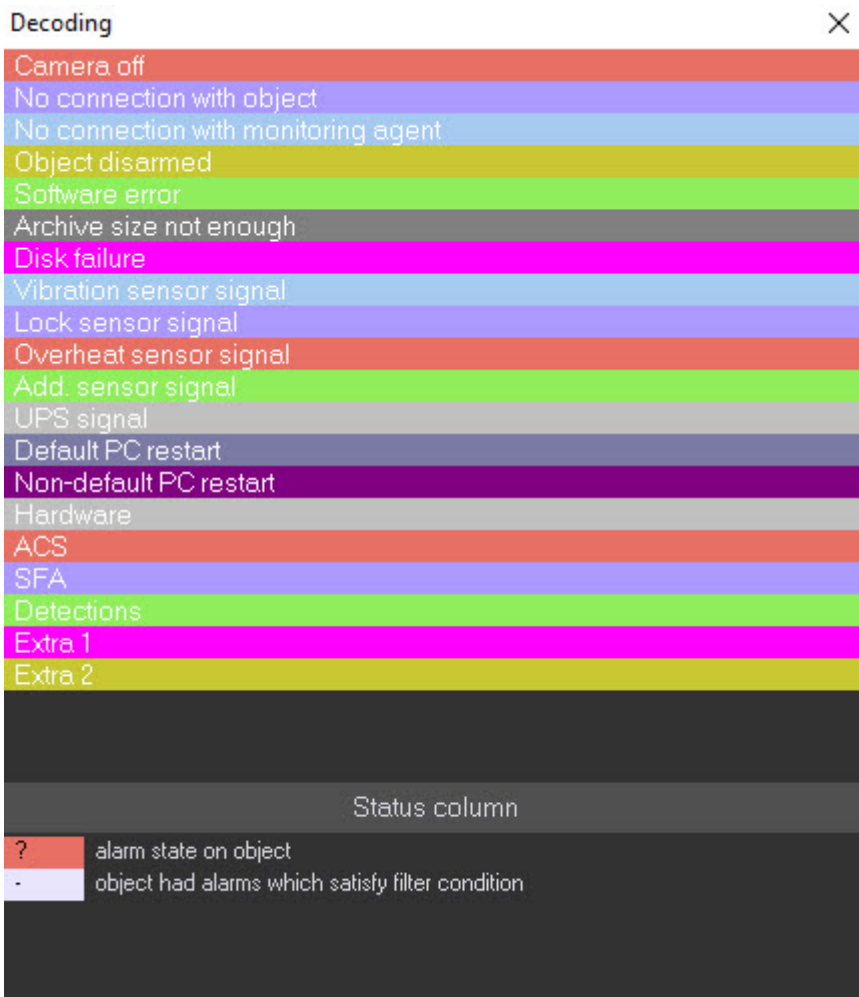 Decoding
Camera off
No connection with object
No connection with monitoring agent
Object disarmed
Software error
Archive size not enough
Disk failure
Vibration sensor signal
Lock sensor signal
Overheat sensor signal
Add. sensor signal
UPS signal
Default PC restart
Non-default PC restart
Hardware
ACS
SFA
Detections
Extra 1
Extra 2
Status column
? alarm state on object
- object had alarms which satisfy filter condition